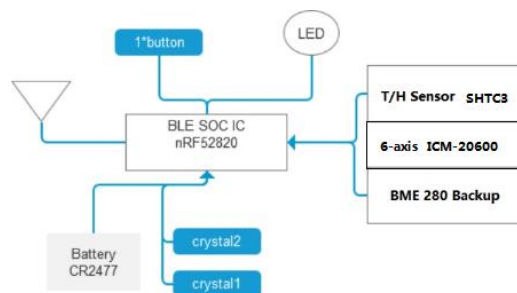 LED
1*button
T/H Sensor SHTC3
BLE SOC IC
nRF52820
6-axis ICM-20600
BME 280 Backup
Battery
CR2477
crystal2
crystal1